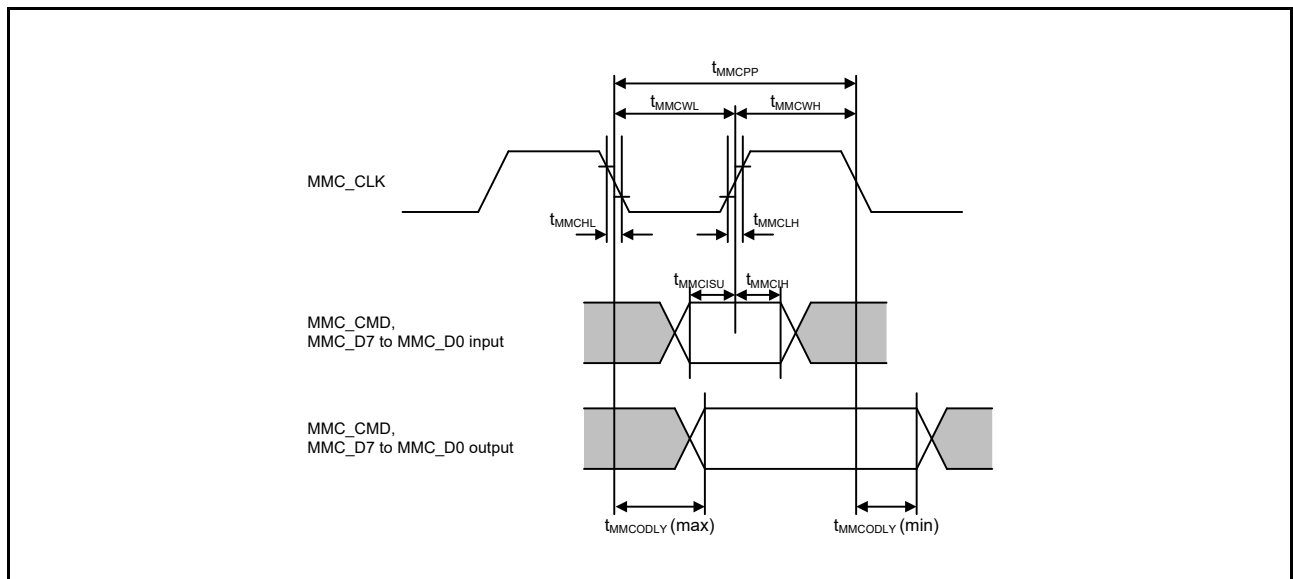 tMMCPP
tMMCWL
tMMCWH
MMC_CLK
tMMCHL
tMMCLH
tMMCISU
tMMCIH
MMC_CMD,
MMC_D7 to MMC_D0 input
MMC_CMD,
MMC_D7 to MMC_D0 output
tMMCODLY (max)
tMMCODLY (min)